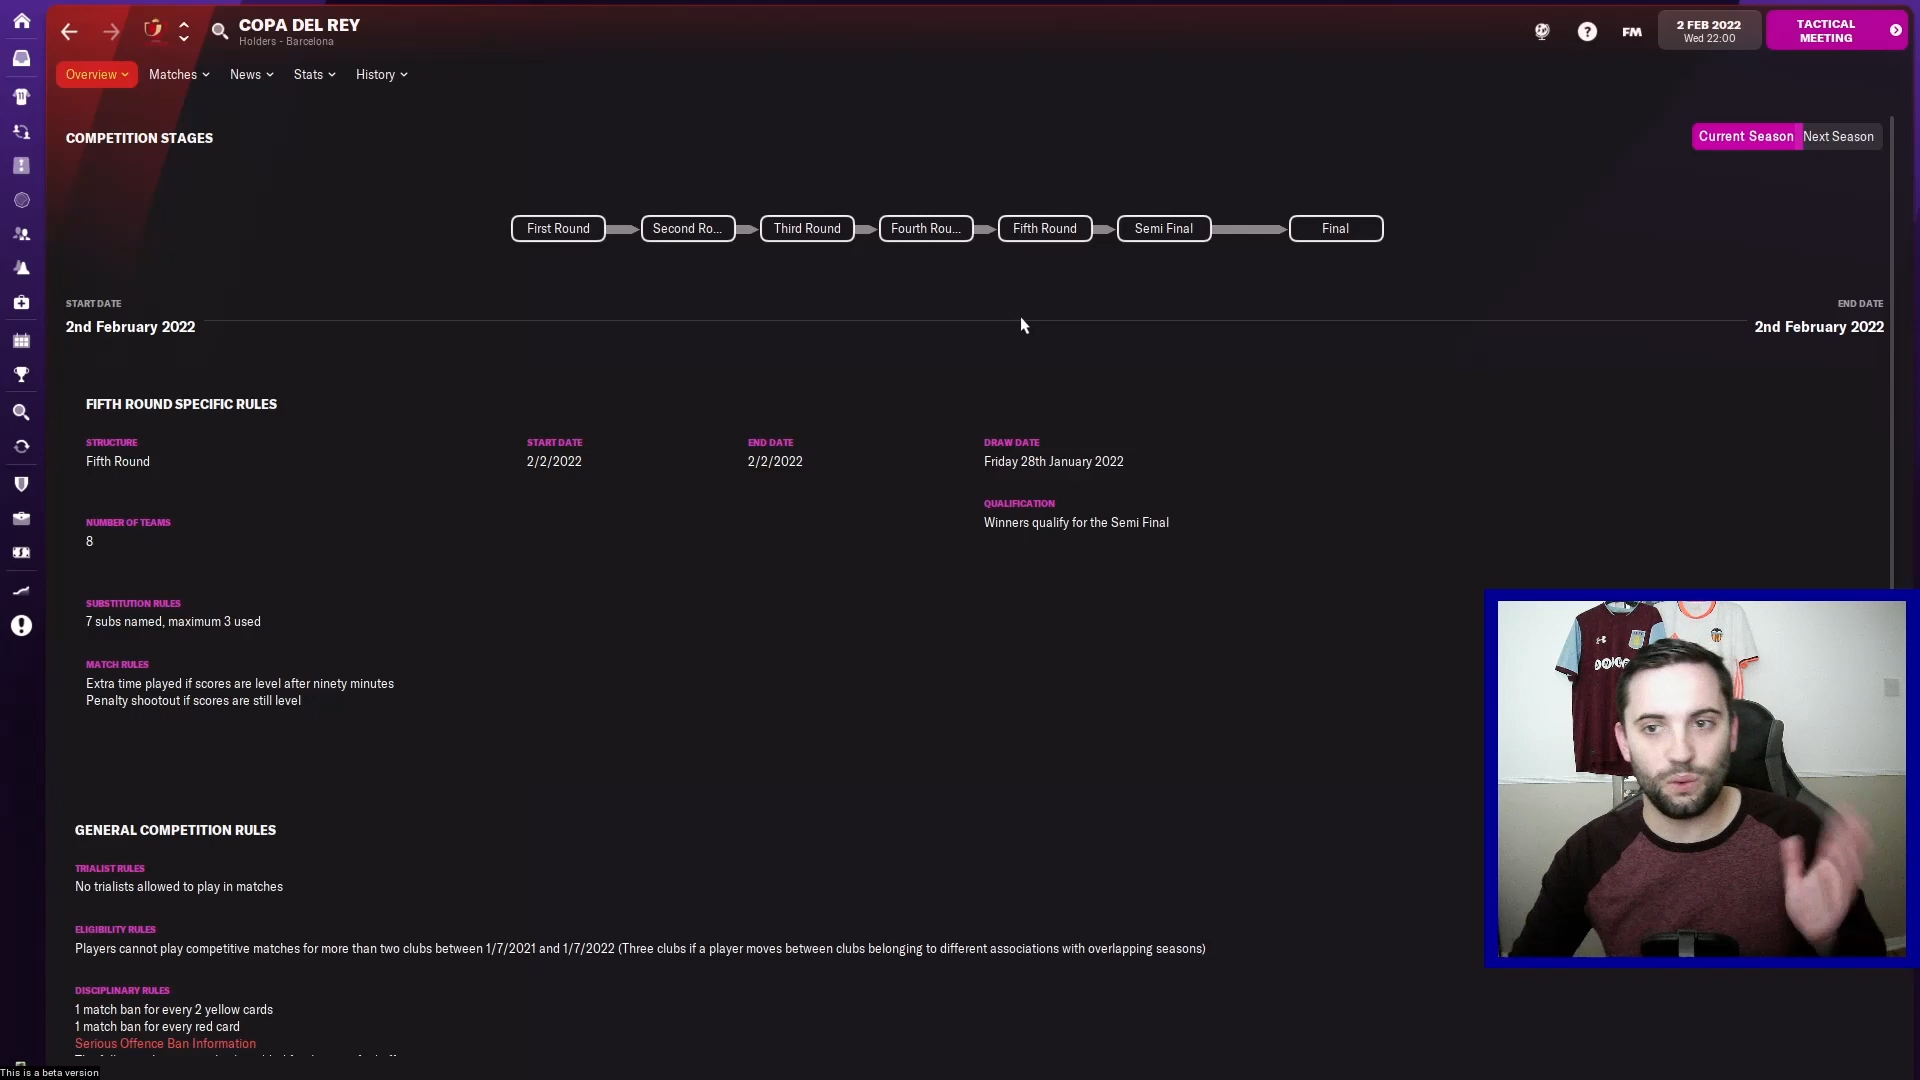 COPA DEL REY
Holders - Barcelona
FM
2 FEB 2022
Wed 22:00
TACTICAL
MEETING
Overview
Matches
News
Stats
History
COMPETITION STAGES
Current Season
Next Season
First Round
Second Ro...
Third Round
Fourth Rou...
Fifth Round
Semi Final
Final
START DATE
2nd February 2022
END DATE
2nd February 2022
FIFTH ROUND SPECIFIC RULES
STRUCTURE
Fifth Round
START DATE
2/2/2022
END DATE
2/2/2022
DRAW DATE
Friday 28th January 2022
QUALIFICATION
Winners qualify for the Semi Final
NUMBER OF TEAMS
8
SUBSTITUTION RULES
7 subs named, maximum 3 used
MATCH RULES
Extra time played if scores are level after ninety minutes
Penalty shootout if scores are still level
GENERAL COMPETITION RULES
TRIALIST RULES
No trialists allowed to play in matches
ELIGIBILITY RULES
Players cannot play competitive matches for more than two clubs between 1/7/2021 and 1/7/2022 (Three clubs if a player moves between clubs belonging to different associations with overlapping seasons)
DISCIPLINARY RULES
1 match ban for every 2 yellow cards
1 match ban for every red card
Serious Offence Ban Information
This is a beta version